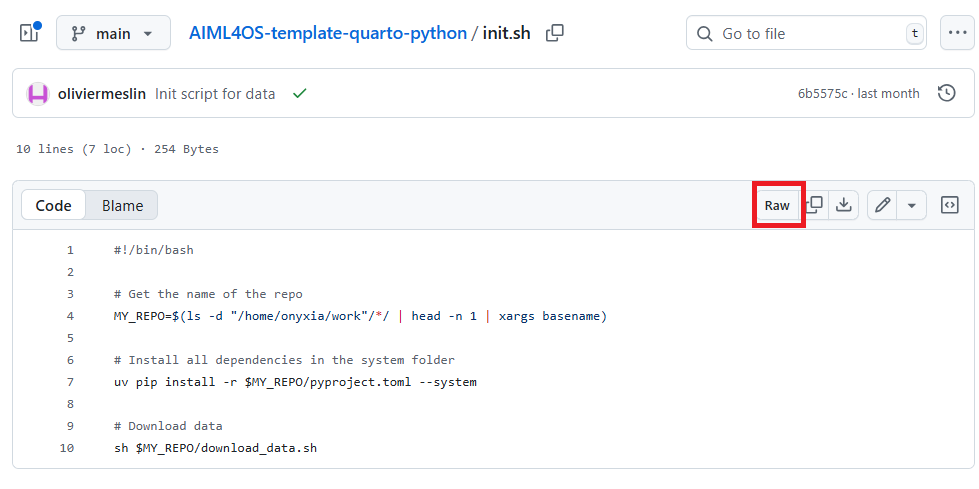 main AIML4OS-template-quarto-python / init.sh Go to file t
oliviermeslin Init script for data 6b5575c · last month
10 lines (7 loc) · 254 Bytes
Code Blame Raw
1 #!/bin/bash
2
3 # Get the name of the repo
4 MY_REPO=$(ls -d "/home/onyxia/work"/*/ | head -n 1 | xargs basename)
5
6 # Install all dependencies in the system folder
7 uv pip install -r $MY_REPO/pyproject.toml --system
8
9 # Download data
10 sh $MY_REPO/download_data.sh